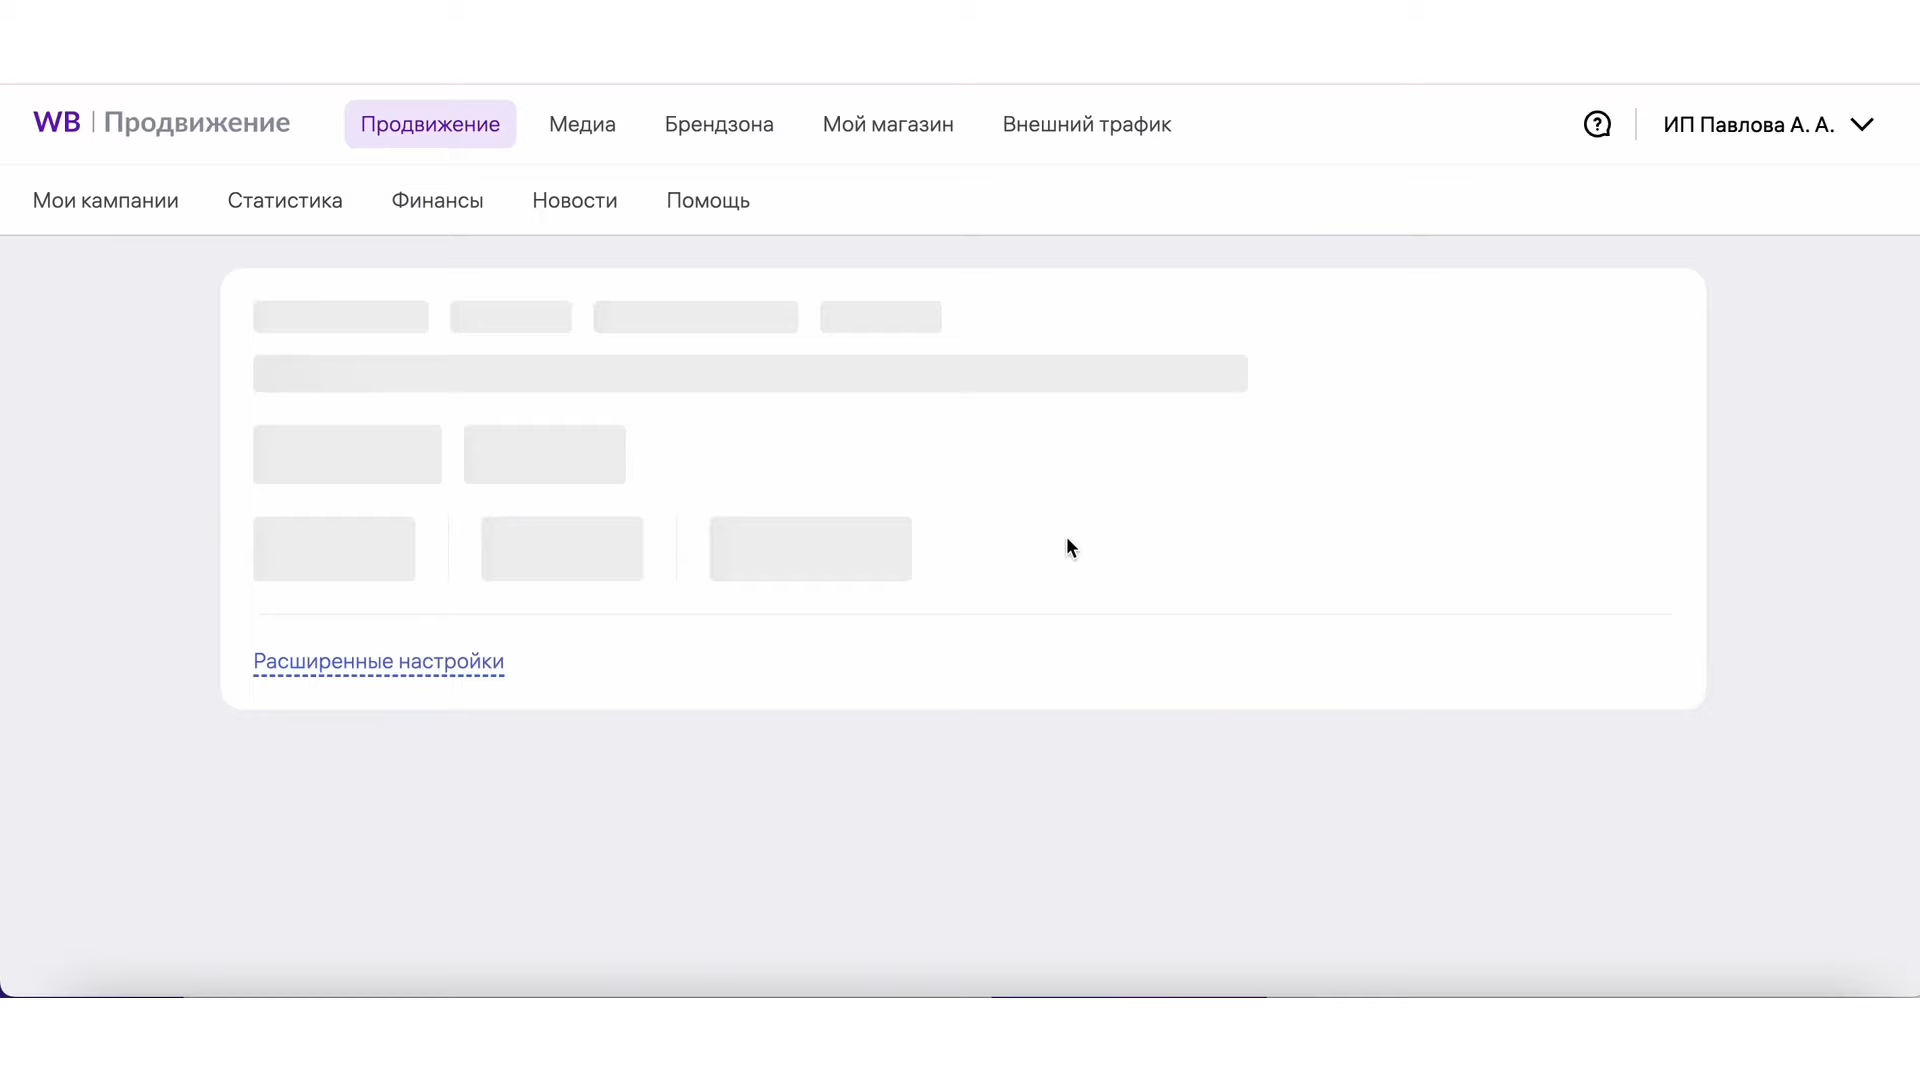 WB | Продвижение Продвижение Медиа Брендзона Мой магазин Внешний трафик ИП Павлова А. А.
Мои кампании Статистика Финансы Новости Помощь
Расширенные настройки